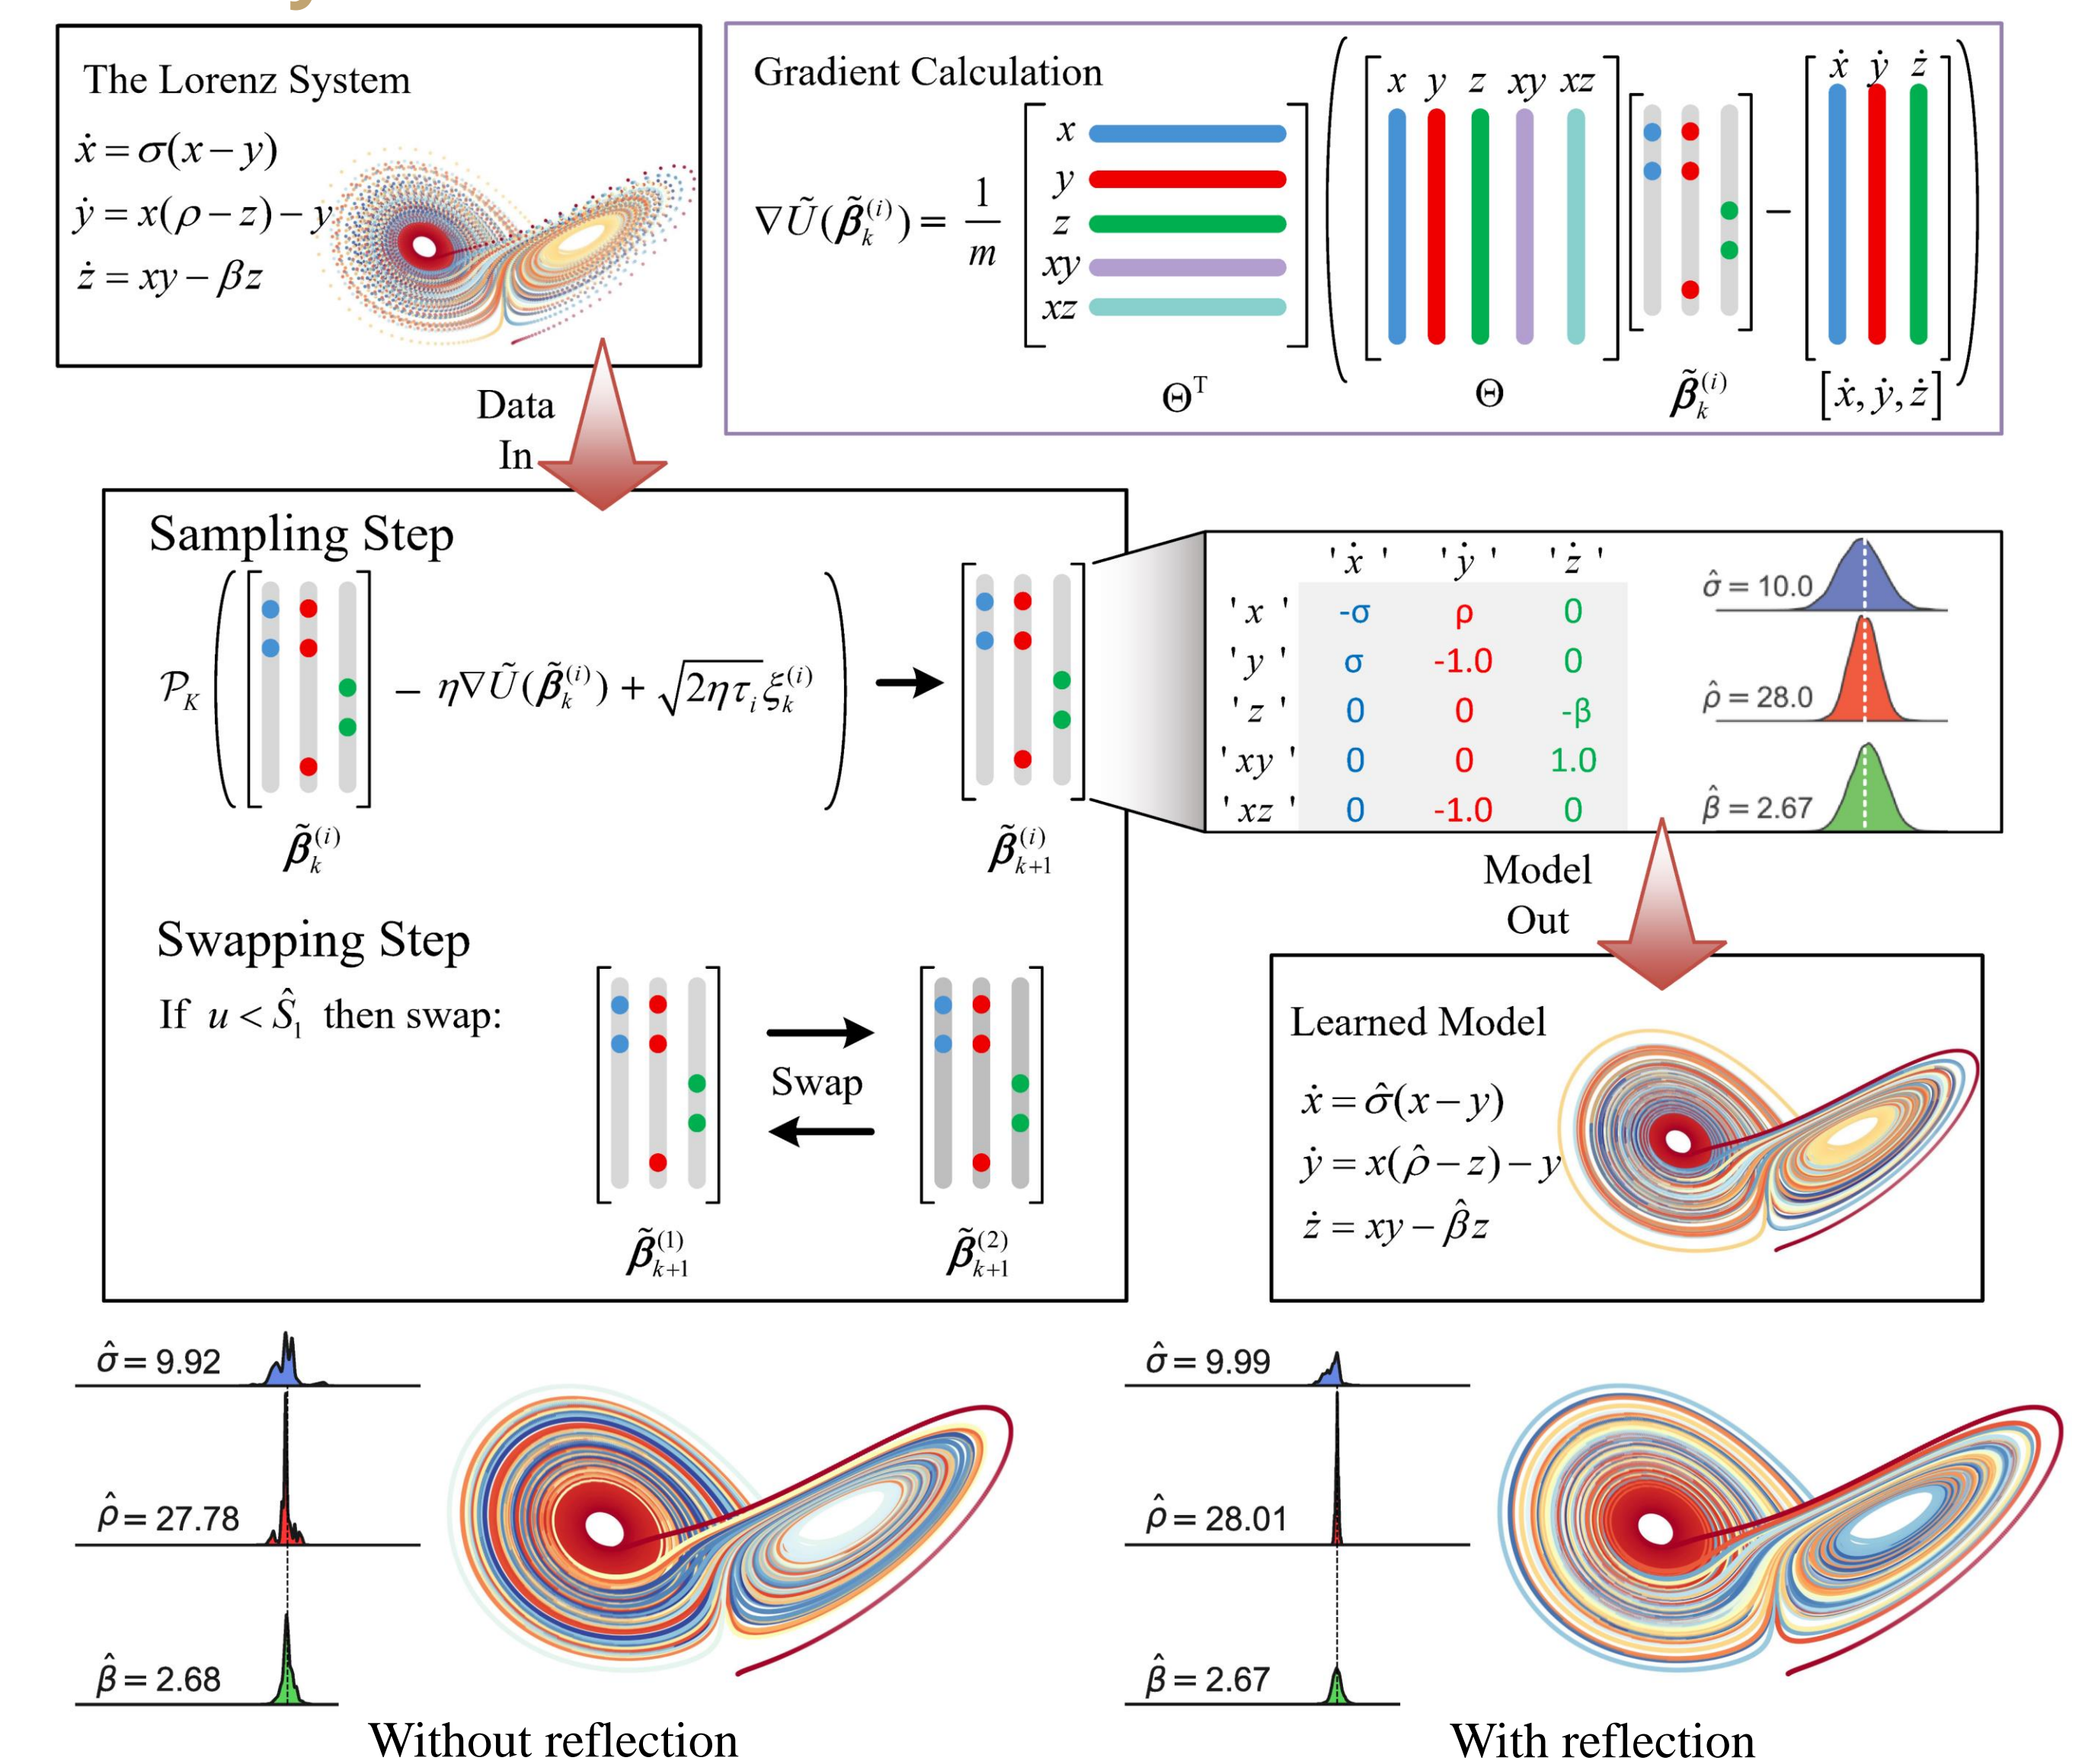 The Lorenz System
ẋ = σ(x − y)
ẏ = x(ρ − z) − y
ż = xy − βz
Gradient Calculation
∇Ũ(β̃ₖ⁽ⁱ⁾) = 1/m
x
y
z
xy
xz
Θᵀ
x y z xy xz
Θ
β̃ₖ⁽ⁱ⁾
−
ẋ ẏ ż
[ẋ, ẏ, ż]
Data
In
Sampling Step
𝒫_K ( − η∇Ũ(β̃ₖ⁽ⁱ⁾) + √(2ητᵢ) ξₖ⁽ⁱ⁾ )
β̃ₖ⁽ⁱ⁾
β̃ₖ₊₁⁽ⁱ⁾
' ẋ ' ' ẏ ' ' ż '
' x ' -σ ρ 0
' y ' σ -1.0 0
' z ' 0 0 -β
' xy ' 0 0 1.0
' xz ' 0 -1.0 0
σ̂ = 10.0
ρ̂ = 28.0
β̂ = 2.67
Swapping Step
If u < Ŝ₁ then swap:
Swap
β̃ₖ₊₁⁽¹⁾
β̃ₖ₊₁⁽²⁾
Model
Out
Learned Model
ẋ = σ̂(x − y)
ẏ = x(ρ̂ − z) − y
ż = xy − β̂z
σ̂ = 9.92
ρ̂ = 27.78
β̂ = 2.68
Without reflection
σ̂ = 9.99
ρ̂ = 28.01
β̂ = 2.67
With reflection